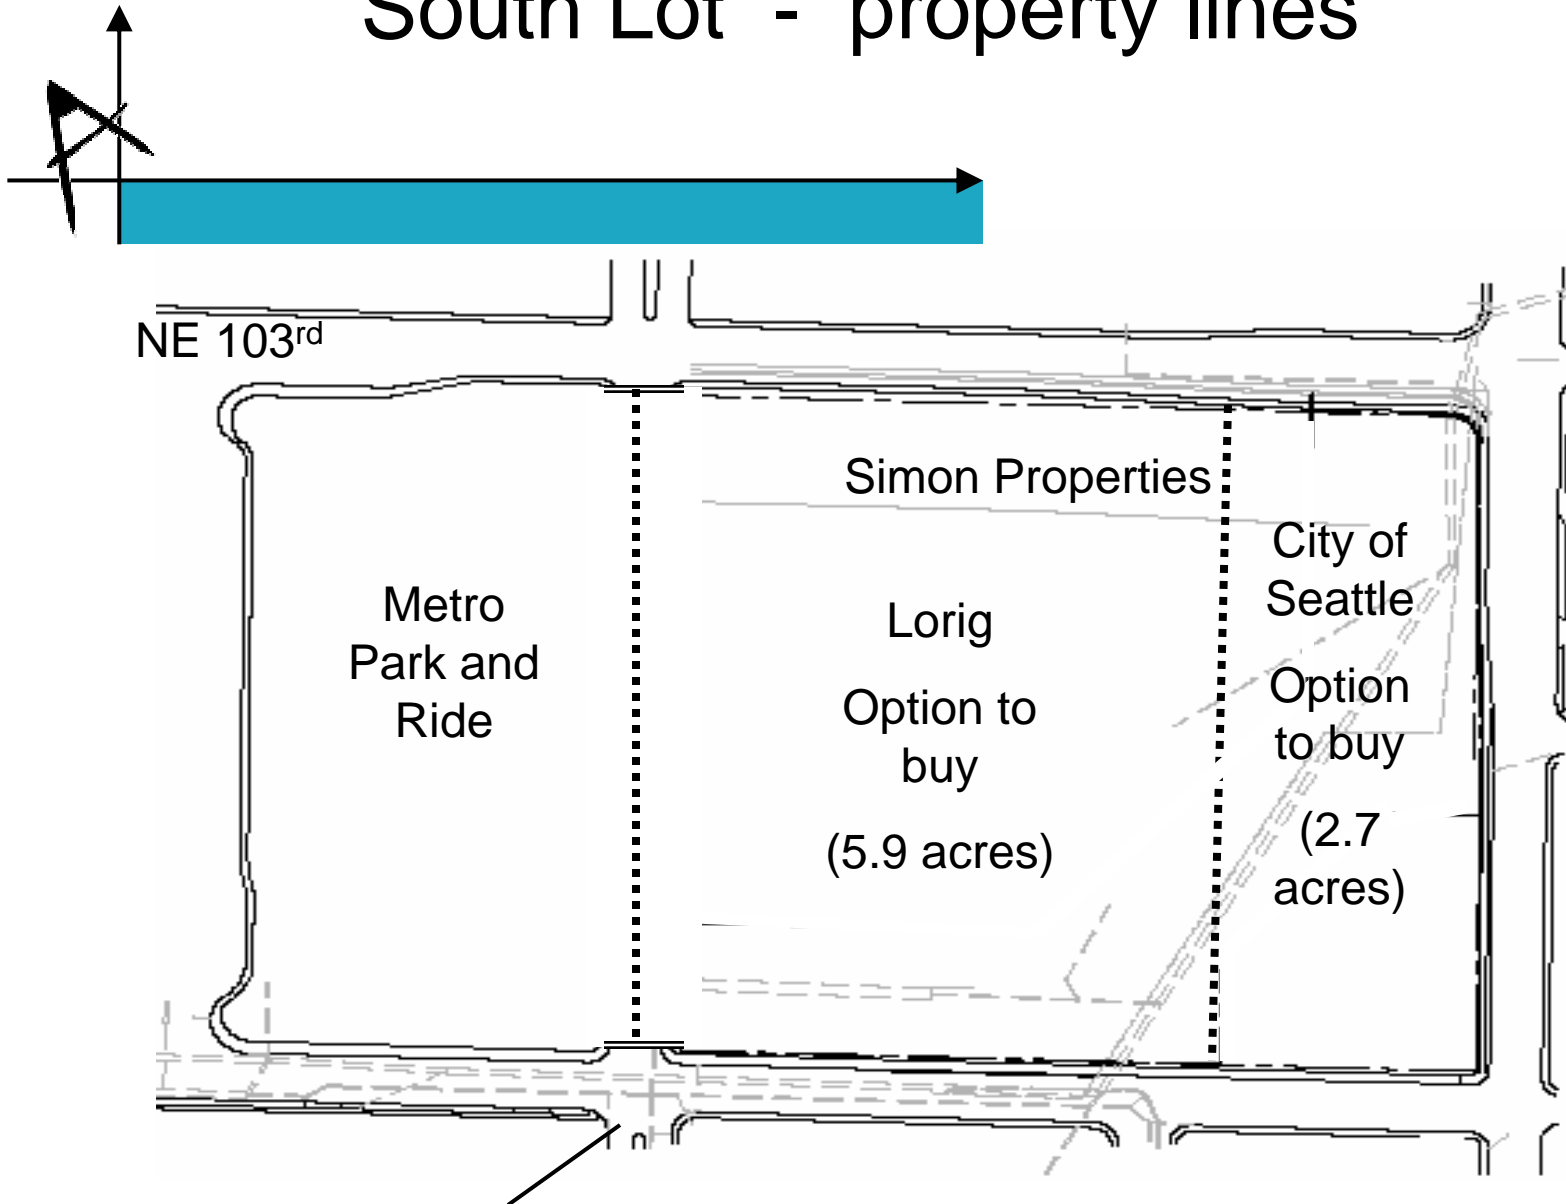 South Lot - property lines
NE 103rd
Simon Properties
Metro
Park and
Ride
Lorig
Option to
buy
(5.9 acres)
City of
Seattle
Option
to buy
(2.7
acres)